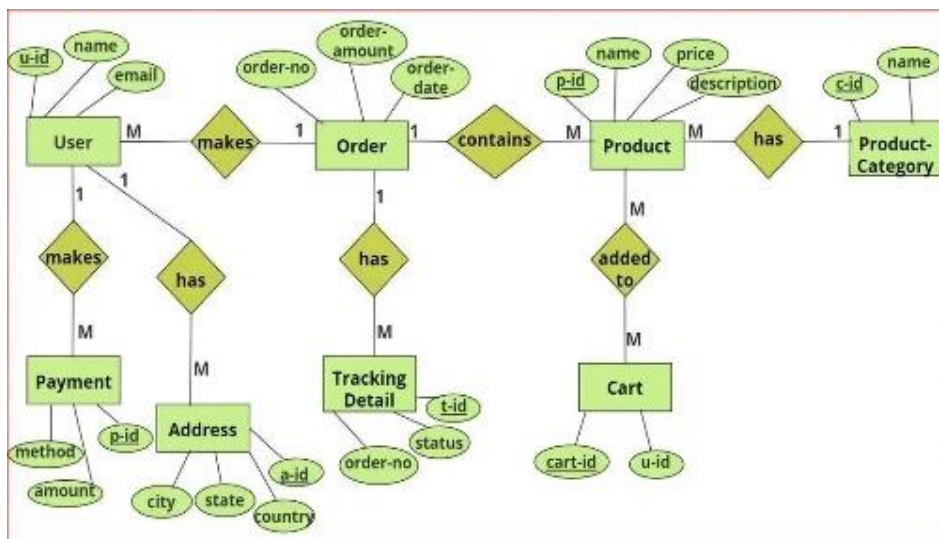 u-id
name
email
order-no
order-
amount
order-
date
p-id
name
price
description
c-id
name
User
M
makes
1
Order
1
contains
M
Product
M
has
1
Product-
Category
1
1
1
M
makes
has
has
added
to
M
M
M
M
Payment
Address
Tracking
Detail
Cart
method
amount
p-id
city
state
country
a-id
order-no
status
t-id
cart-id
u-id